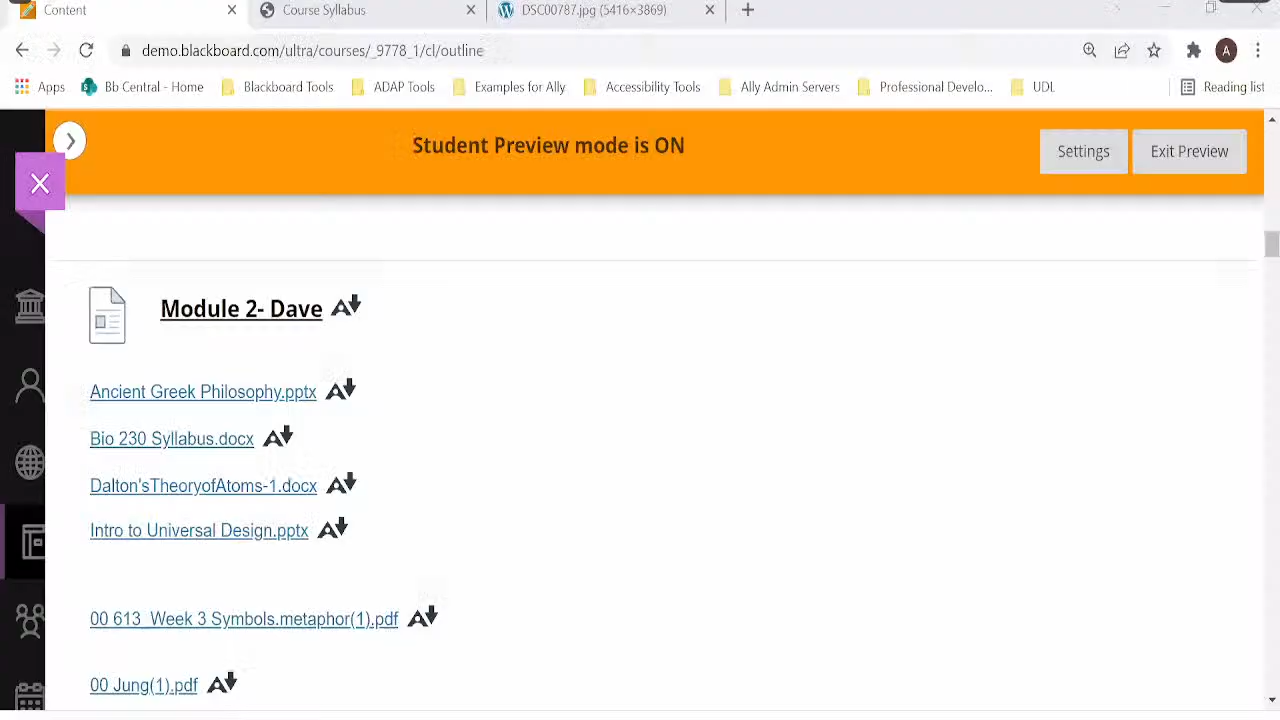 Content
Course Syllabus
DSC00787.jpg (5416×3869)
demo.blackboard.com/ultra/courses/_9778_1/cl/outline
A
Apps
Bb Central - Home
Blackboard Tools
ADAP Tools
Examples for Ally
Accessibility Tools
Ally Admin Servers
Professional Develo...
UDL
Reading list
Student Preview mode is ON
Settings
Exit Preview
Module 2- Dave
Ancient Greek Philosophy.pptx
Bio 230 Syllabus.docx
Dalton'sTheoryofAtoms-1.docx
Intro to Universal Design.pptx
00 613_Week 3 Symbols.metaphor(1).pdf
00 Jung(1).pdf